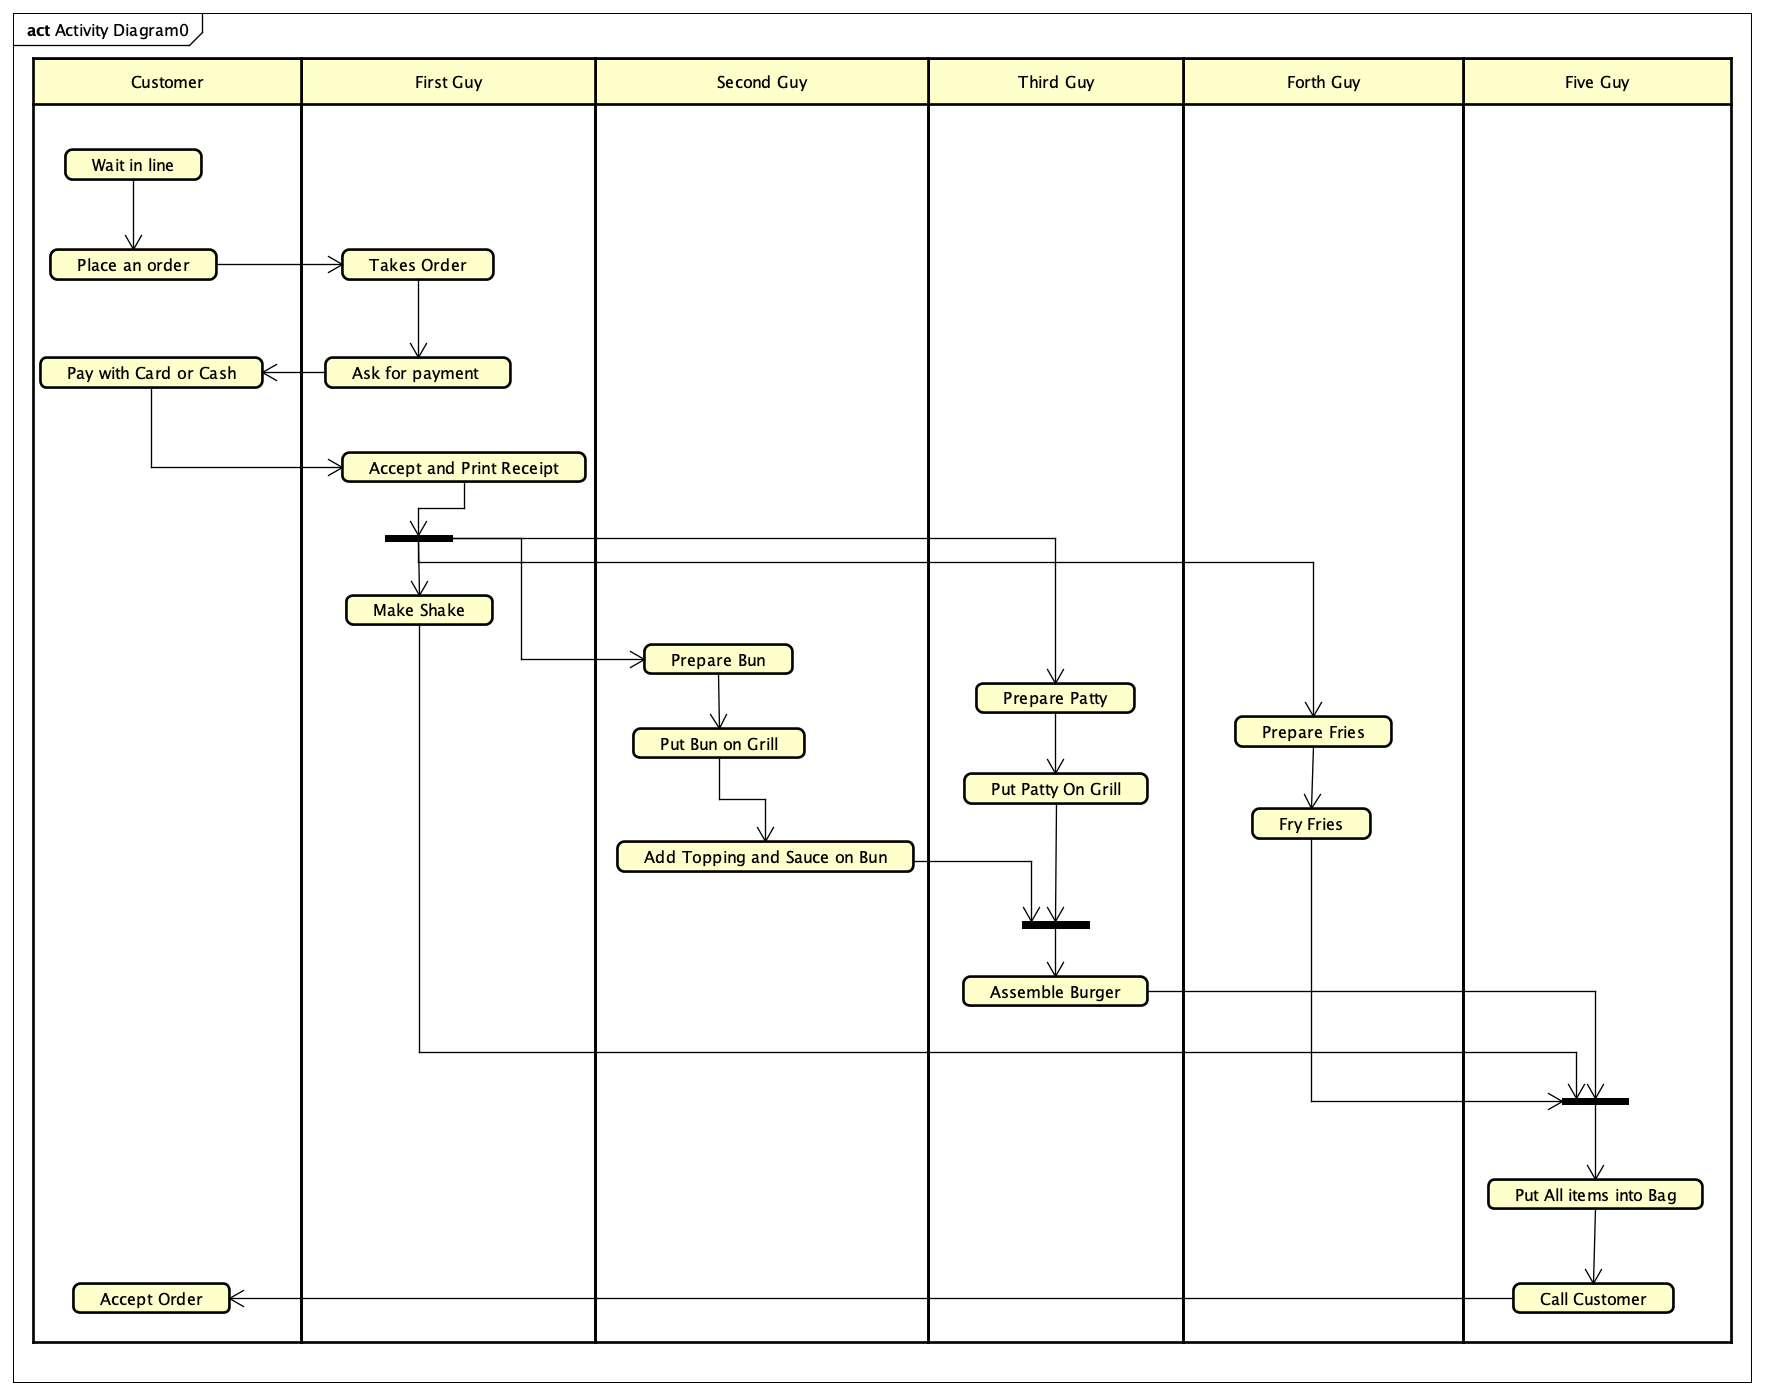 act Activity Diagram0
Customer
First Guy
Second Guy
Third Guy
Forth Guy
Five Guy
Wait in line
Place an order
Takes Order
Pay with Card or Cash
Ask for payment
Accept and Print Receipt
Make Shake
Prepare Bun
Prepare Patty
Prepare Fries
Put Bun on Grill
Put Patty On Grill
Fry Fries
Add Topping and Sauce on Bun
Assemble Burger
Put All items into Bag
Accept Order
Call Customer